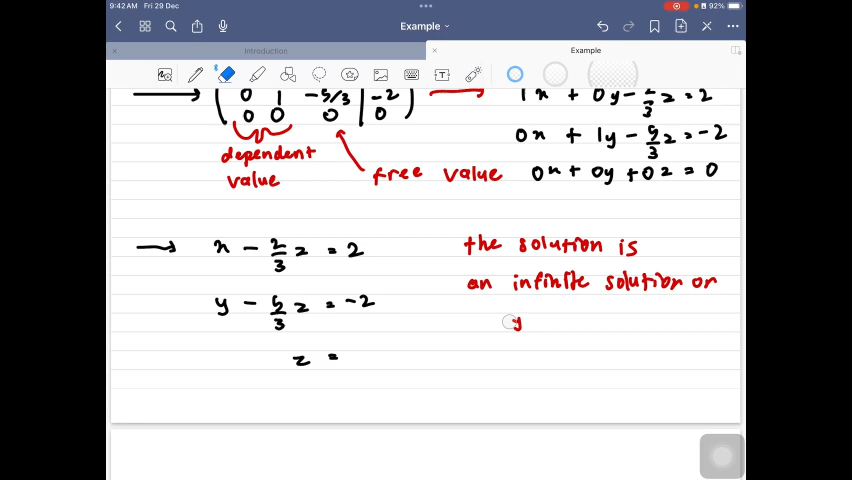 9:42AM Fri 29 Dec
92%
Example
Introduction
Example
0 1 -5/3 -2
1x + 0y - 2/3 z = 2
0 0 0 0
0x + 1y - 5/3 z = -2
dependent
value
free value
0x + 0y + 0z = 0
x - 2/3 z = 2
the solution is
an infinite solution or
y - 5/3 z = -2
y
z =